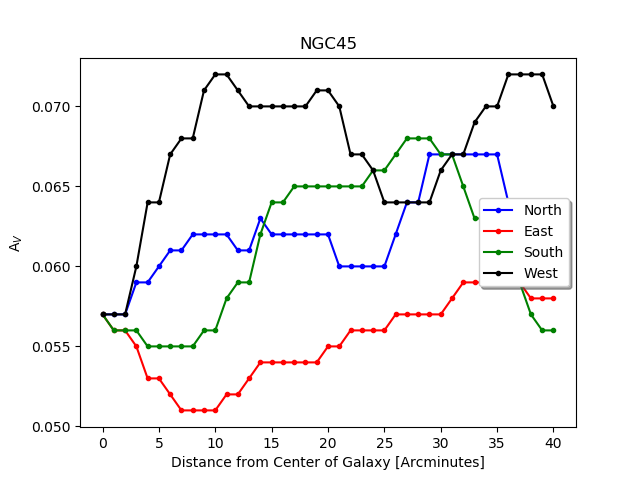 NGC45
0.070
0.065
0.060
0.055
0.050
A_V
0 5 10 15 20 25 30 35 40
Distance from Center of Galaxy [Arcminutes]
North
East
South
West